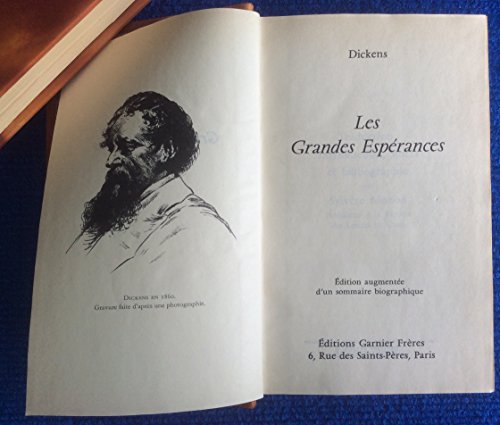 DICKENS EN 1860.
Gravure faite d'après une photographie.
Dickens
Les
Grandes Espérances
Édition augmentée
d'un sommaire biographique
Éditions Garnier Frères
6, Rue des Saints-Pères, Paris